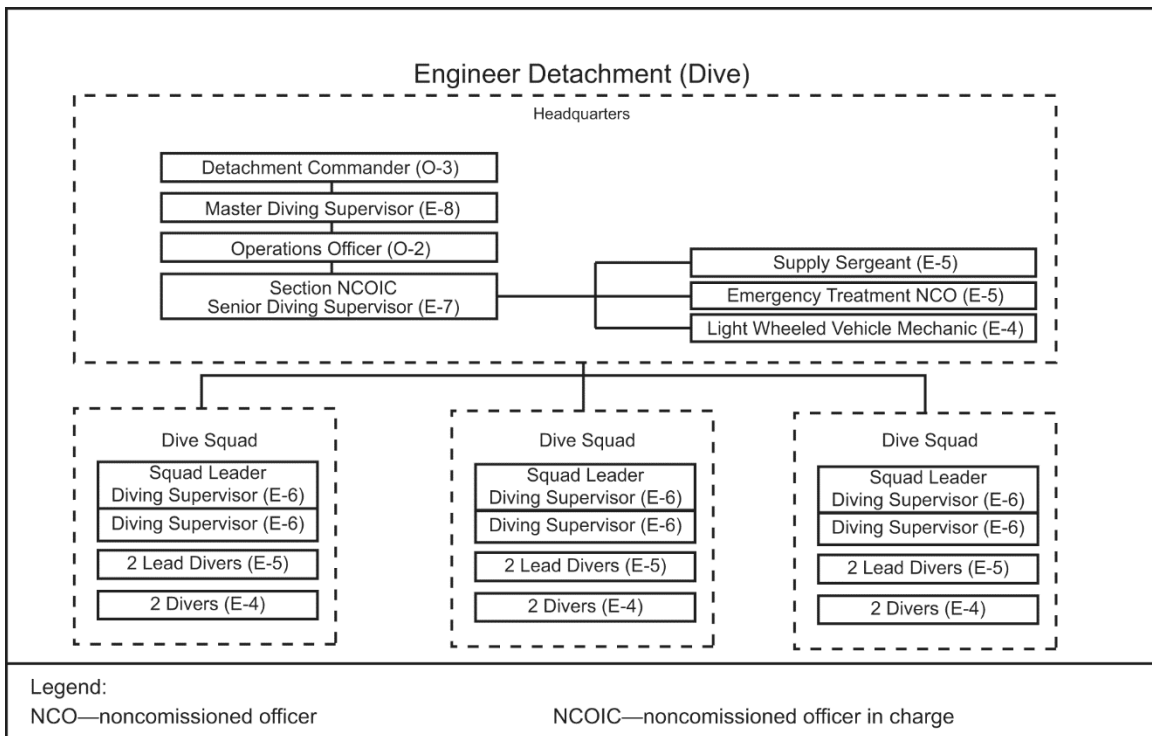 Engineer Detachment (Dive)
Headquarters
Detachment Commander (O-3)
Master Diving Supervisor (E-8)
Operations Officer (O-2)
Section NCOIC
Senior Diving Supervisor (E-7)
Supply Sergeant (E-5)
Emergency Treatment NCO (E-5)
Light Wheeled Vehicle Mechanic (E-4)
Dive Squad
Squad Leader
Diving Supervisor (E-6)
Diving Supervisor (E-6)
2 Lead Divers (E-5)
2 Divers (E-4)
Dive Squad
Squad Leader
Diving Supervisor (E-6)
Diving Supervisor (E-6)
2 Lead Divers (E-5)
2 Divers (E-4)
Dive Squad
Squad Leader
Diving Supervisor (E-6)
Diving Supervisor (E-6)
2 Lead Divers (E-5)
2 Divers (E-4)
Legend:
NCO—noncomissioned officer
NCOIC—noncomissioned officer in charge